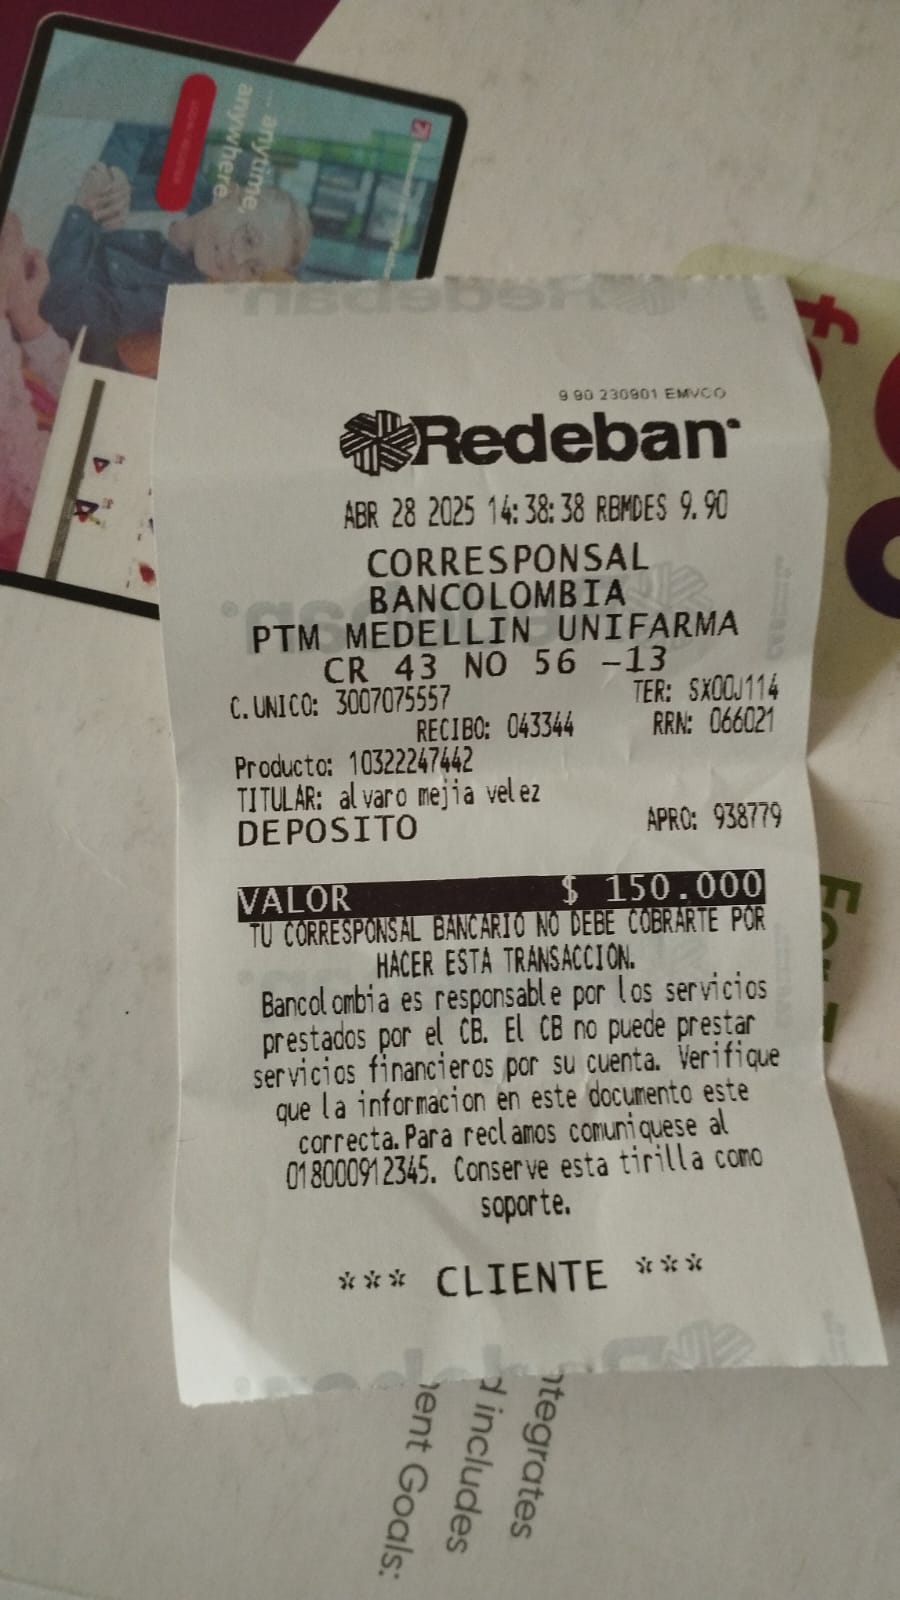 ... anytime,
anywhere
9 90 230901 EMVCO
Redeban
ABR 28 2025 14:38:38 RBMDES 9.90
CORRESPONSAL
BANCOLOMBIA
PTM MEDELLIN UNIFARMA
CR 43 NO 56 -13
C.UNICO: 3007075557 TER: SX00J114
RECIBO: 043344 RRN: 066021
Producto: 10322247442
TITULAR: alvaro mejia velez
DEPOSITO APRO: 938779
VALOR $ 150.000
TU CORRESPONSAL BANCARIO NO DEBE COBRARTE POR
HACER ESTA TRANSACCION.
Bancolombia es responsable por los servicios
prestados por el CB. El CB no puede prestar
servicios financieros por su cuenta. Verifique
que la informacion en este documento este
correcta.Para reclamos comuniquese al
018000912345. Conserve esta tirilla como
soporte.
*** CLIENTE ***
ntegrates
includes
ent Goals: